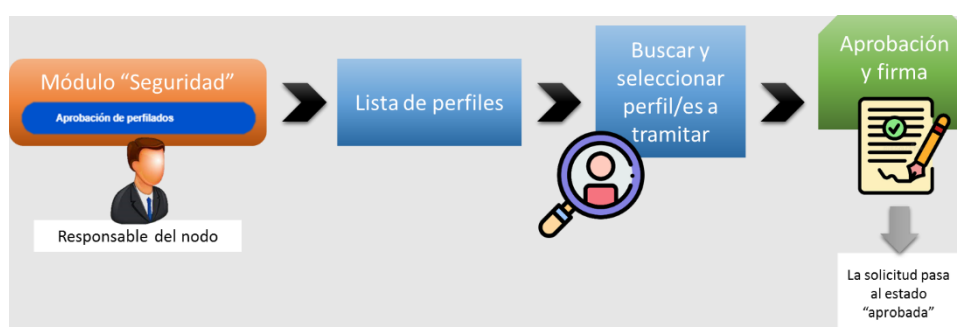 Módulo “Seguridad”
Aprobación de perfilados
Responsable del nodo
Lista de perfiles
Buscar y
seleccionar
perfil/es a
tramitar
Aprobación
y firma
La solicitud pasa
al estado
“aprobada”